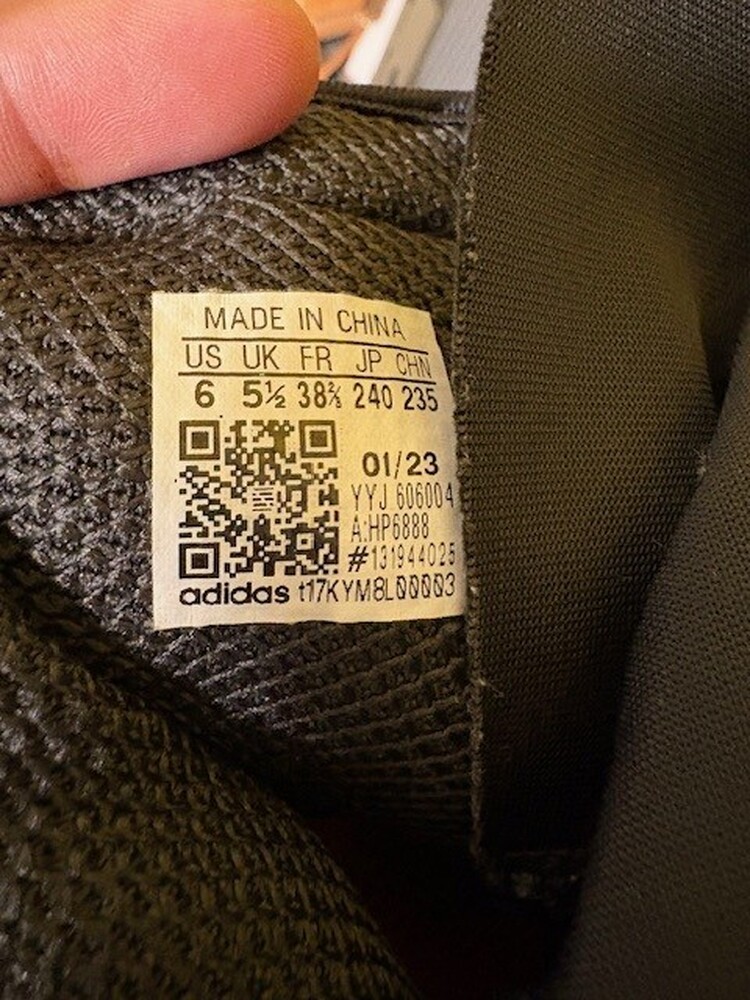 MADE IN CHINA
US UK FR JP CHN
6 5½ 38⅔ 240 235
01/23
YYJ 606004
A:HP6888
#131944025
adidas t17KYM8L00003